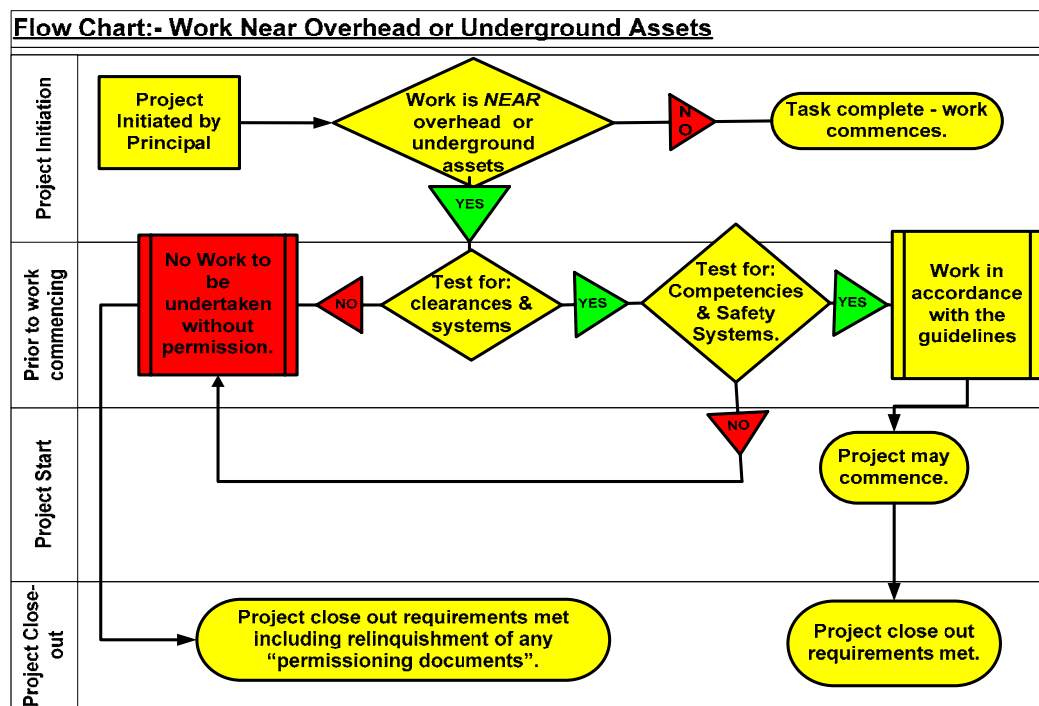 Flow Chart:- Work Near Overhead or Underground Assets
Project Initiation
Project
Initiated by
Principal
Work is NEAR
overhead or
underground
assets
N
O
Task complete - work
commences.
YES
Prior to work
commencing
No Work to
be
undertaken
without
permission.
NO
Test for:
clearances &
systems
YES
Test for:
Competencies
& Safety
Systems.
YES
Work in
accordance
with the
guidelines
Project Start
NO
Project may
commence.
Project Close-
out
Project close out requirements met
including relinquishment of any
“permissioning documents”.
Project close out
requirements met.